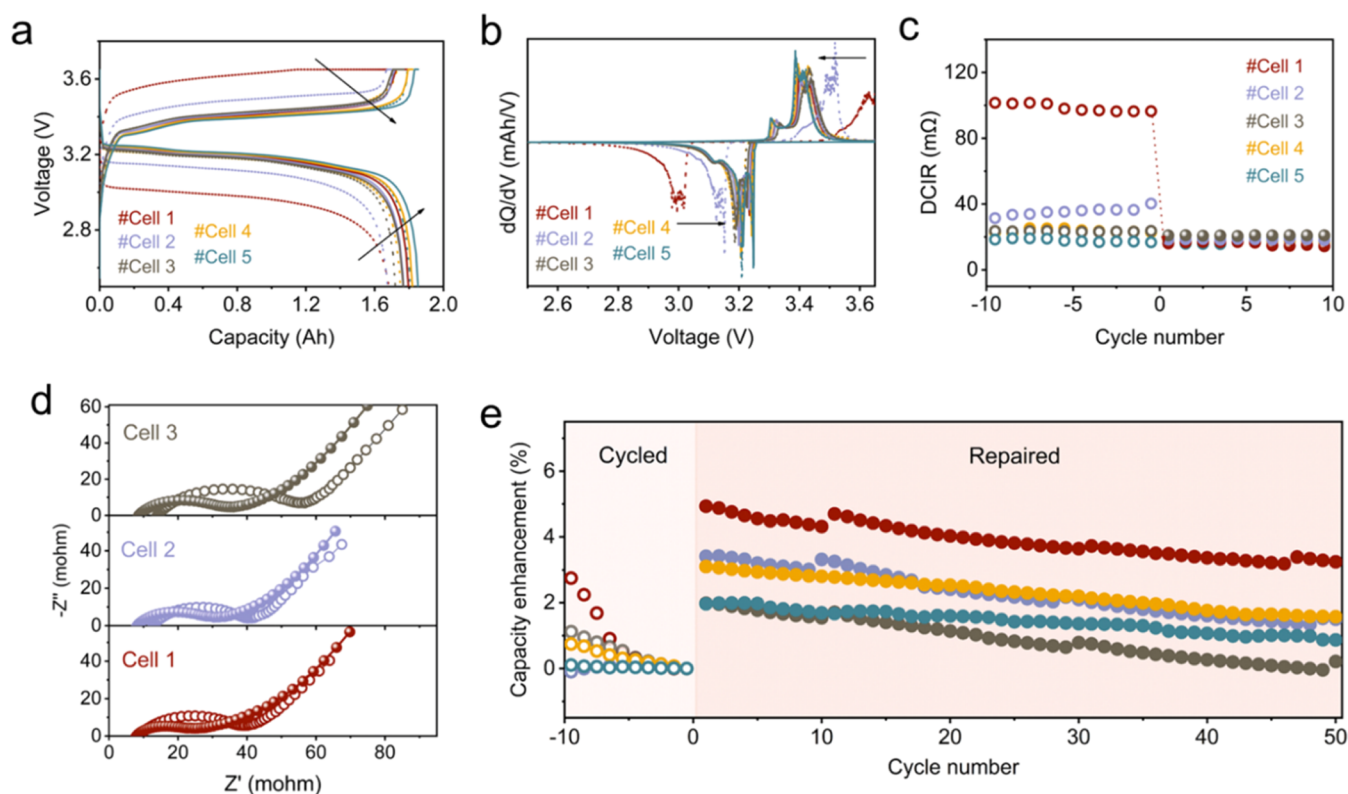 a
3.6
3.2
2.8
Voltage (V)
#Cell 1
#Cell 2
#Cell 3
#Cell 4
#Cell 5
0.0 0.4 0.8 1.2 1.6 2.0
Capacity (Ah)
b
dQ/dV (mAh/V)
#Cell 1
#Cell 2
#Cell 3
#Cell 4
#Cell 5
2.6 3.0 3.2 3.4 3.6
Voltage (V)
c
120
80
40
0
DCIR (mΩ)
#Cell 1
#Cell 2
#Cell 3
#Cell 4
#Cell 5
-10 -5 0 5 10
Cycle number
d
60
40
20
0
Cell 3
40
20
0
Cell 2
40
20
0
Cell 1
-Z'' (mohm)
0 20 40 60 80
Z' (mohm)
e
6
4
2
0
Capacity enhancement (%)
Cycled
Repaired
-10 0 10 20 30 40 50
Cycle number